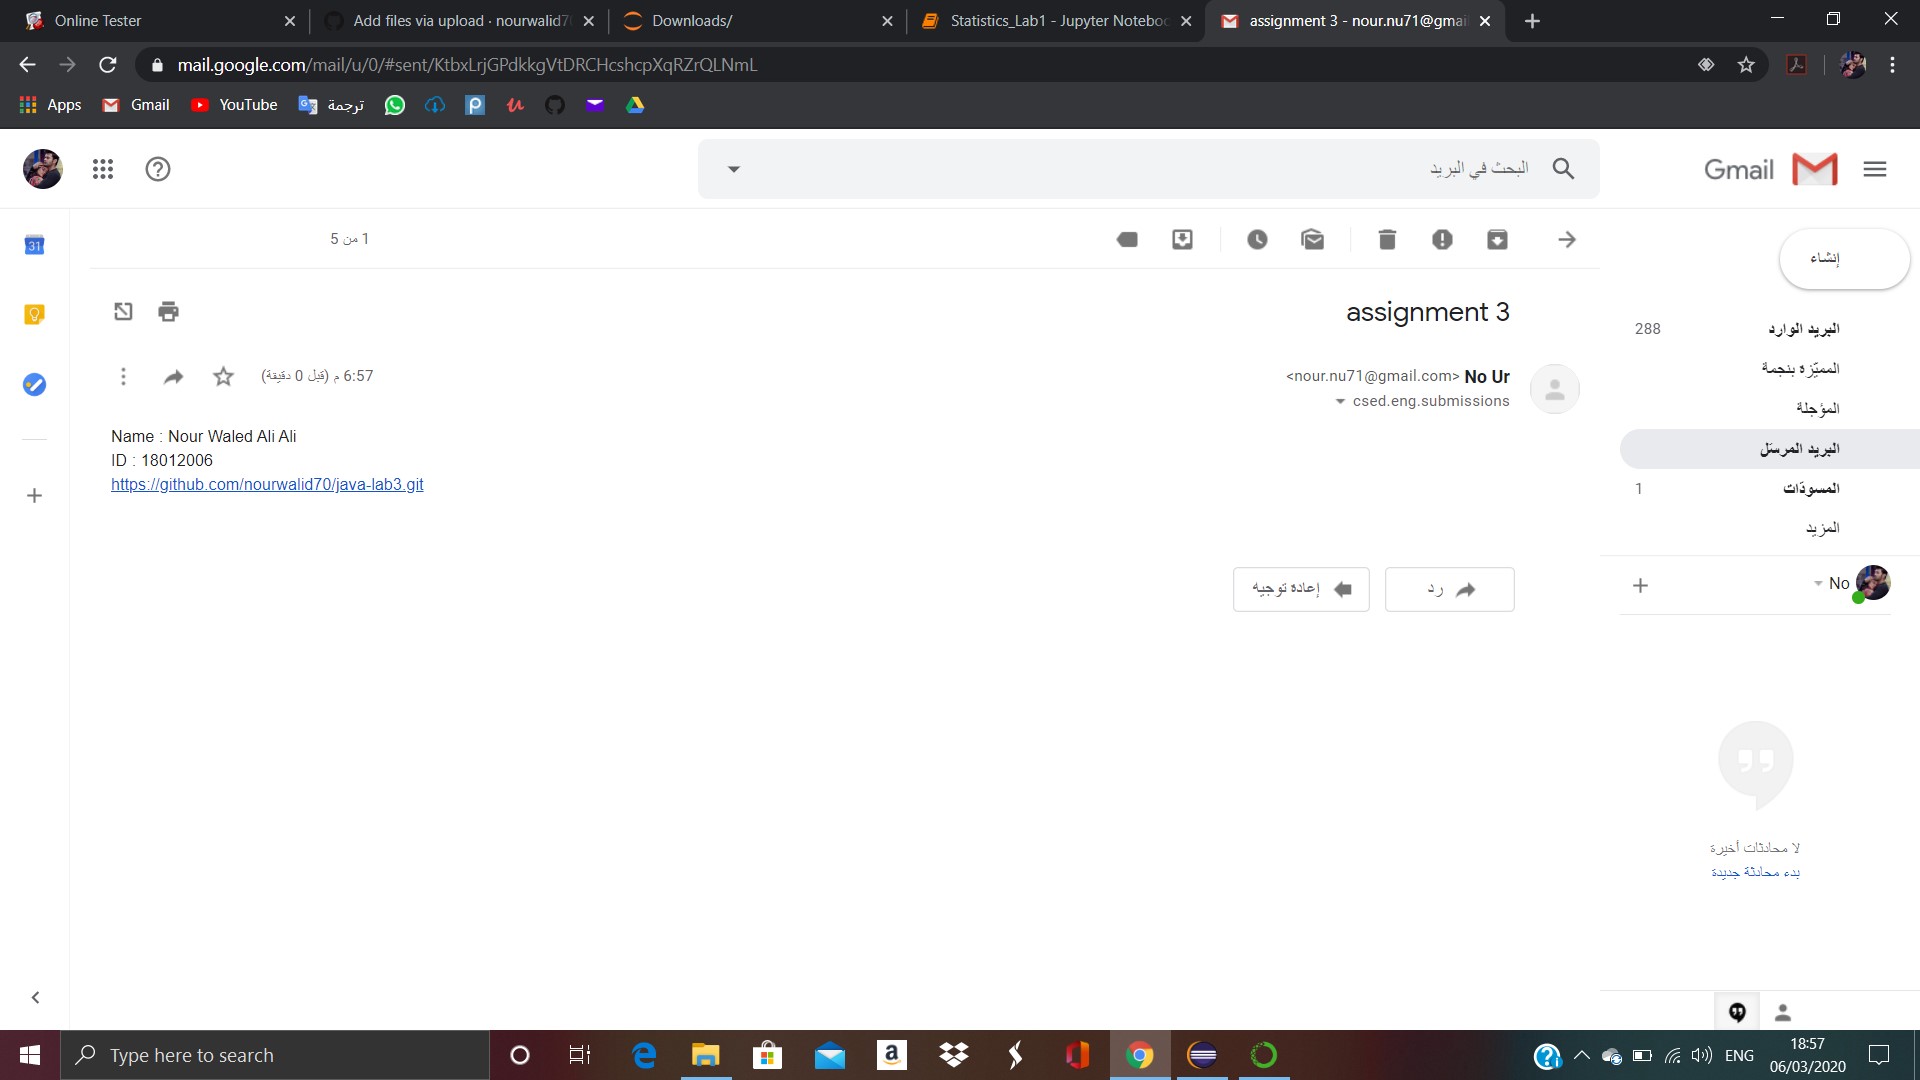 Online Tester
Add files via upload · nourwalid7
Downloads/
Statistics_Lab1 - Jupyter Noteboo
assignment 3 - nour.nu71@gmai
mail.google.com/mail/u/0/#sent/KtbxLrjGPdkkgVtDRCHcshcpXqRZrQLNmL
Apps
Gmail
YouTube
ترجمة
البحث في البريد
Gmail
1 من 5
إنشاء
assignment 3
البريد الوارد
288
المميّزة بنجمة
المؤجلة
البريد المرسَل
المسودّات
1
المزيد
No Ur <nour.nu71@gmail.com>
6:57 م (قبل 0 دقيقة)
csed.eng.submissions
Name : Nour Waled Ali Ali
ID : 18012006
https://github.com/nourwalid70/java-lab3.git
رد
إعادة توجيه
No
لا محادثات أخيرة
بدء محادثة جديدة
Type here to search
ENG
18:57
06/03/2020